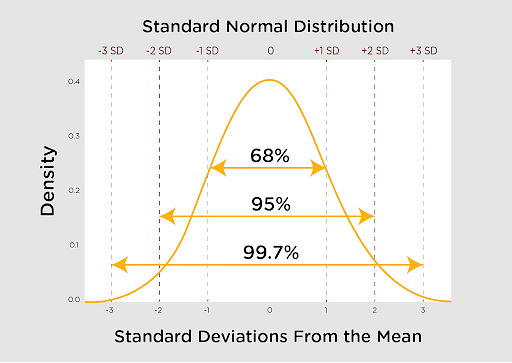 Standard Normal Distribution
-3 SD -2 SD -1 SD 0 +1 SD +2 SD +3 SD
Density
0.4
0.3
0.2
0.1
0.0
68%
95%
99.7%
-3 -2 -1 0 1 2 3
Standard Deviations From the Mean